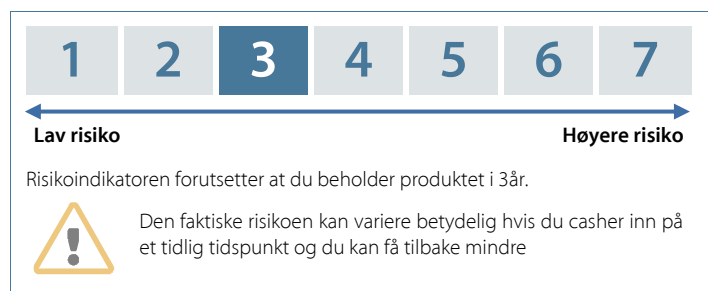 1 2 3 4 5 6 7
Lav risiko Høyere risiko
Risikoindikatoren forutsetter at du beholder produktet i 3år.
Den faktiske risikoen kan variere betydelig hvis du casher inn på
et tidlig tidspunkt og du kan få tilbake mindre